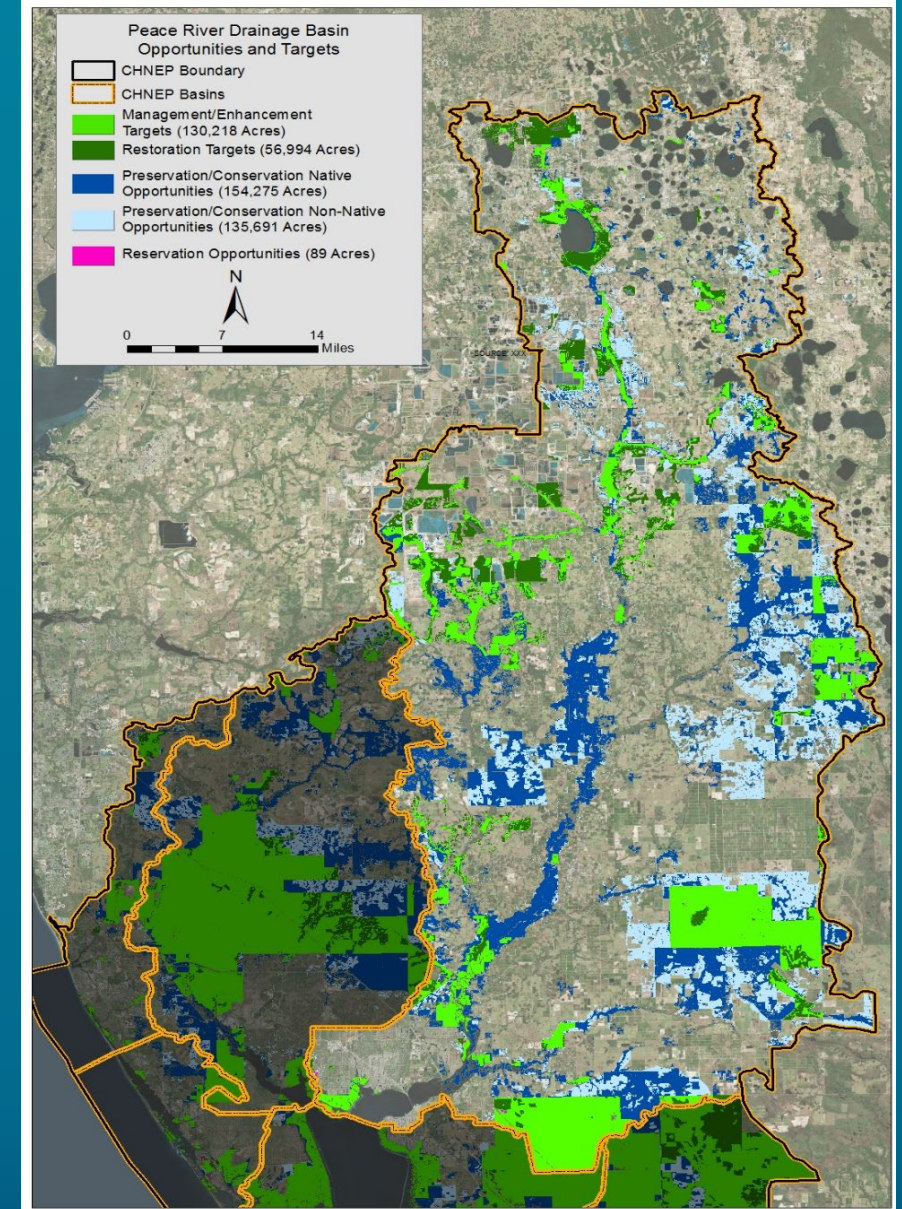 Peace River Drainage Basin
Opportunities and Targets
CHNEP Boundary
CHNEP Basins
Management/Enhancement
Targets (130,218 Acres)
Restoration Targets (56,994 Acres)
Preservation/Conservation Native
Opportunities (154,275 Acres)
Preservation/Conservation Non-Native
Opportunities (135,691 Acres)
Reservation Opportunities (89 Acres)
N
0 7 14
Miles
SOURCE: XXX